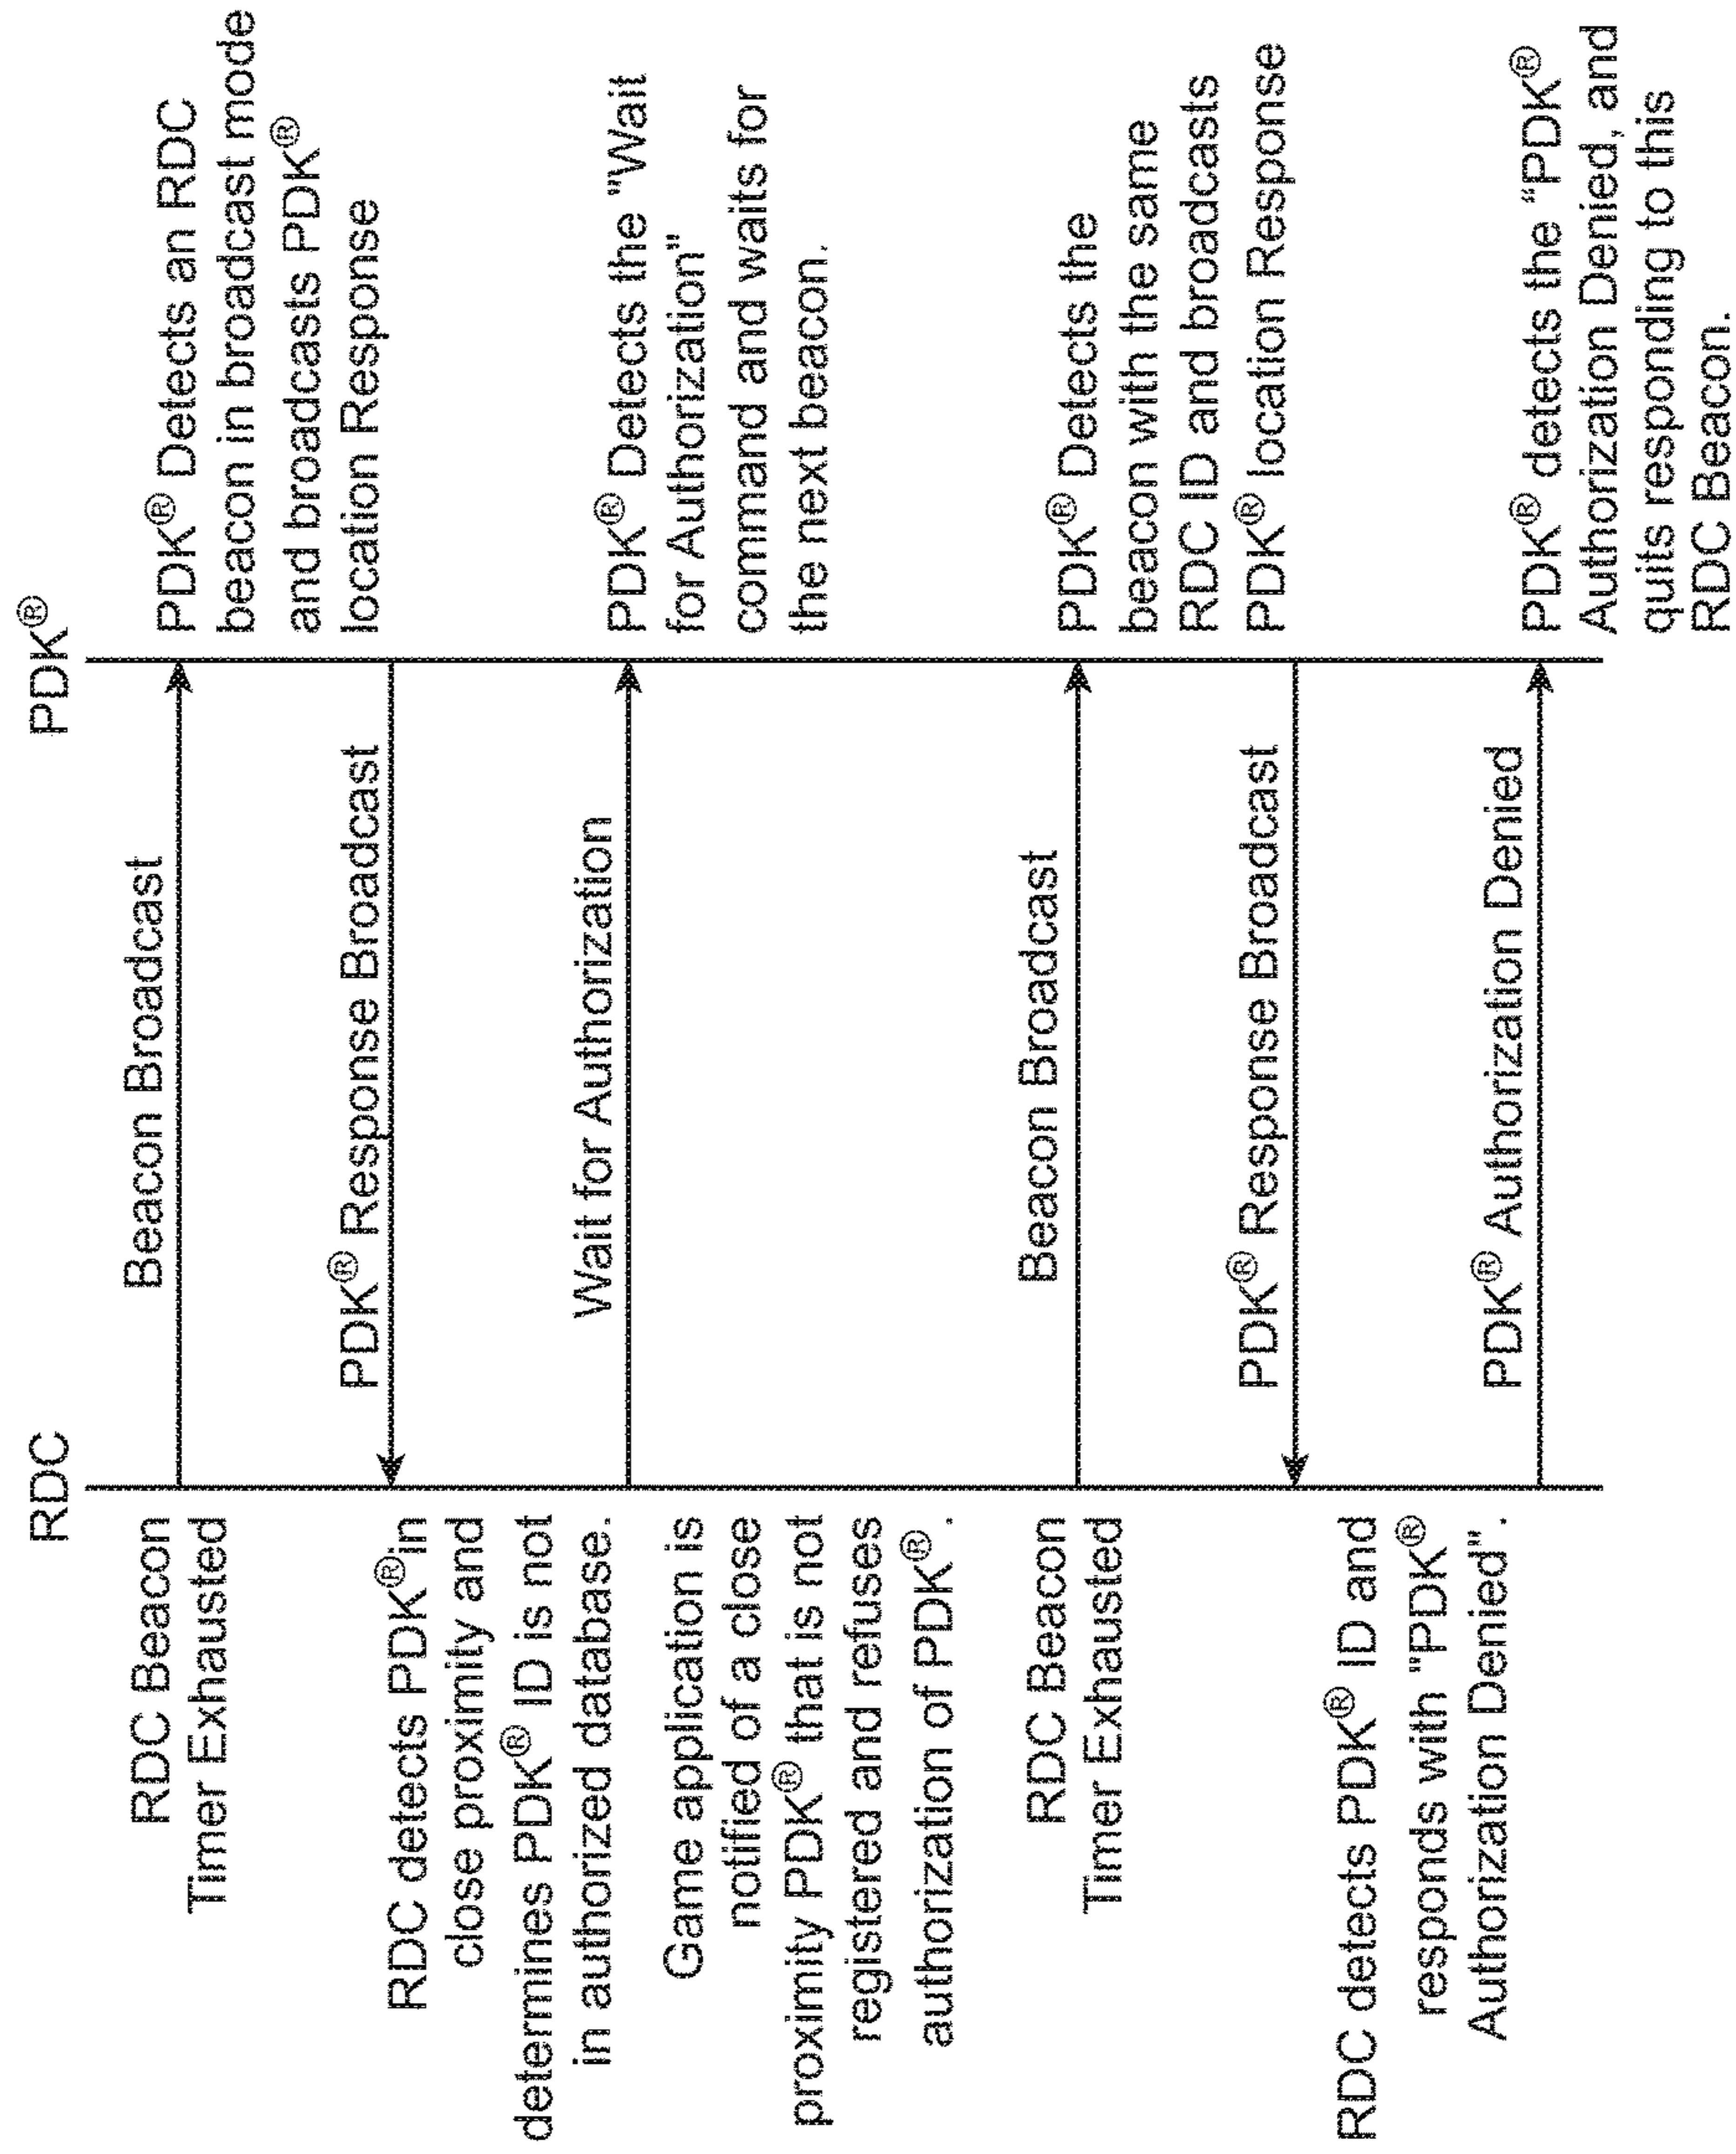 RDC
PDK®
RDC Beacon
Timer Exhausted
Beacon Broadcast
PDK® Detects an RDC
beacon in broadcast mode
and broadcasts PDK®
location Response
PDK® Response Broadcast
RDC detects PDK® in
close proximity and
determines PDK® ID is not
in authorized database.
Wait for Authorization
PDK® Detects the "Wait
for Authorization"
command and waits for
the next beacon.
Game application is
notified of a close
proximity PDK® that is not
registered and refuses
authorization of PDK®.
RDC Beacon
Timer Exhausted
Beacon Broadcast
PDK® Detects the
beacon with the same
RDC ID and broadcasts
PDK® location Response
PDK® Response Broadcast
RDC detects PDK® ID and
responds with "PDK®
Authorization Denied".
PDK® Authorization Denied
PDK® detects the “PDK®
Authorization Denied, and
quits responding to this
RDC Beacon.